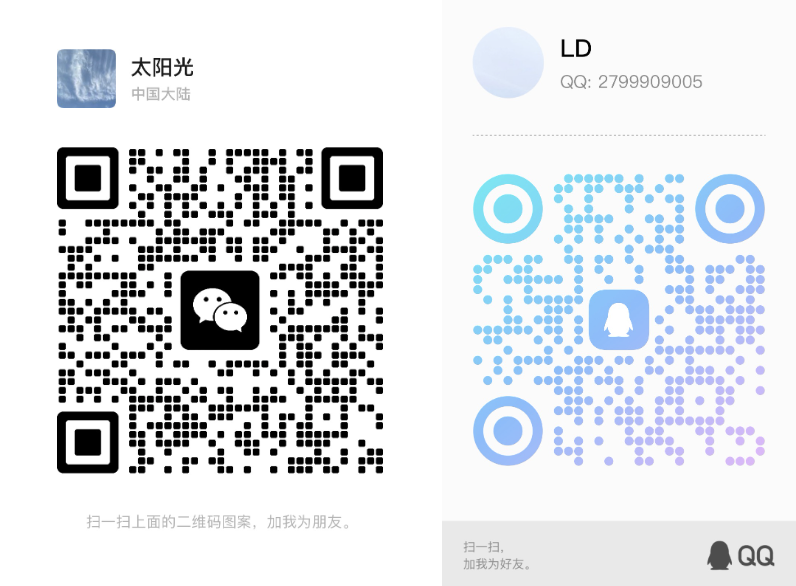 太阳光
中国大陆
扫一扫上面的二维码图案，加我为朋友。
LD
QQ: 2799909005
扫一扫，
加我为好友。
QQ